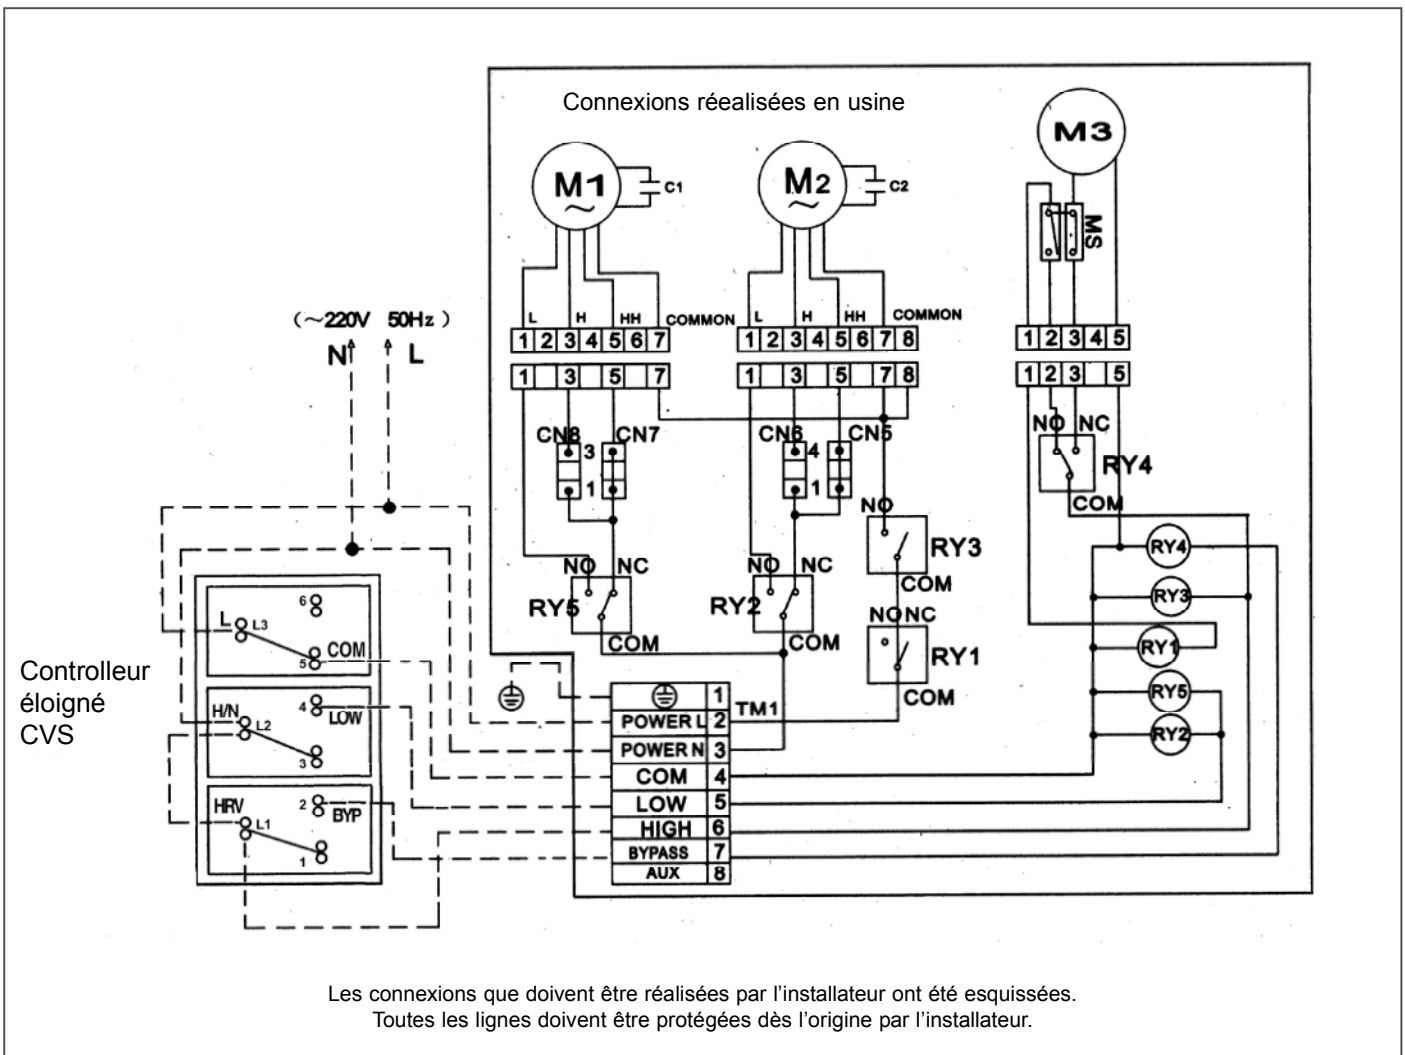 Connexions réealisées en usine
M1
C1
M2
C2
M3
MS
(~220V 50Hz)
N L
L H HH COMMON
L H HH COMMON
1 2 3 4 5 6 7
1 2 3 4 5 6 7 8
1 2 3 4 5
1 3 5 7
1 3 5 7 8
1 2 3 5
CN8 CN7
3
1
CN6 CN5
4
1
NO NC
RY4
COM
NO
RY3
COM
NO NC
RY5
COM
NO NC
RY2
COM
NO NC
RY1
COM
RY4
RY3
RY1
RY5
RY2
Controlleur
éloigné
CVS
6
L L3
5 COM
H/N L2
4 LOW
3
HRV L1
2 BYP
1
1
POWER L 2
POWER N 3
COM 4
LOW 5
HIGH 6
BYPASS 7
AUX 8
TM1
Les connexions que doivent être réalisées par l'installateur ont été esquissées.
Toutes les lignes doivent être protégées dès l'origine par l'installateur.